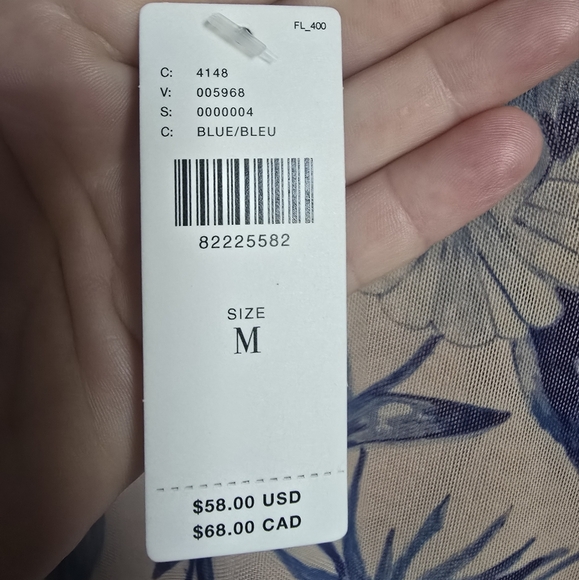 FL_400
C: 4148
V: 005968
S: 0000004
C: BLUE/BLEU
82225582
SIZE
M
$58.00 USD
$68.00 CAD